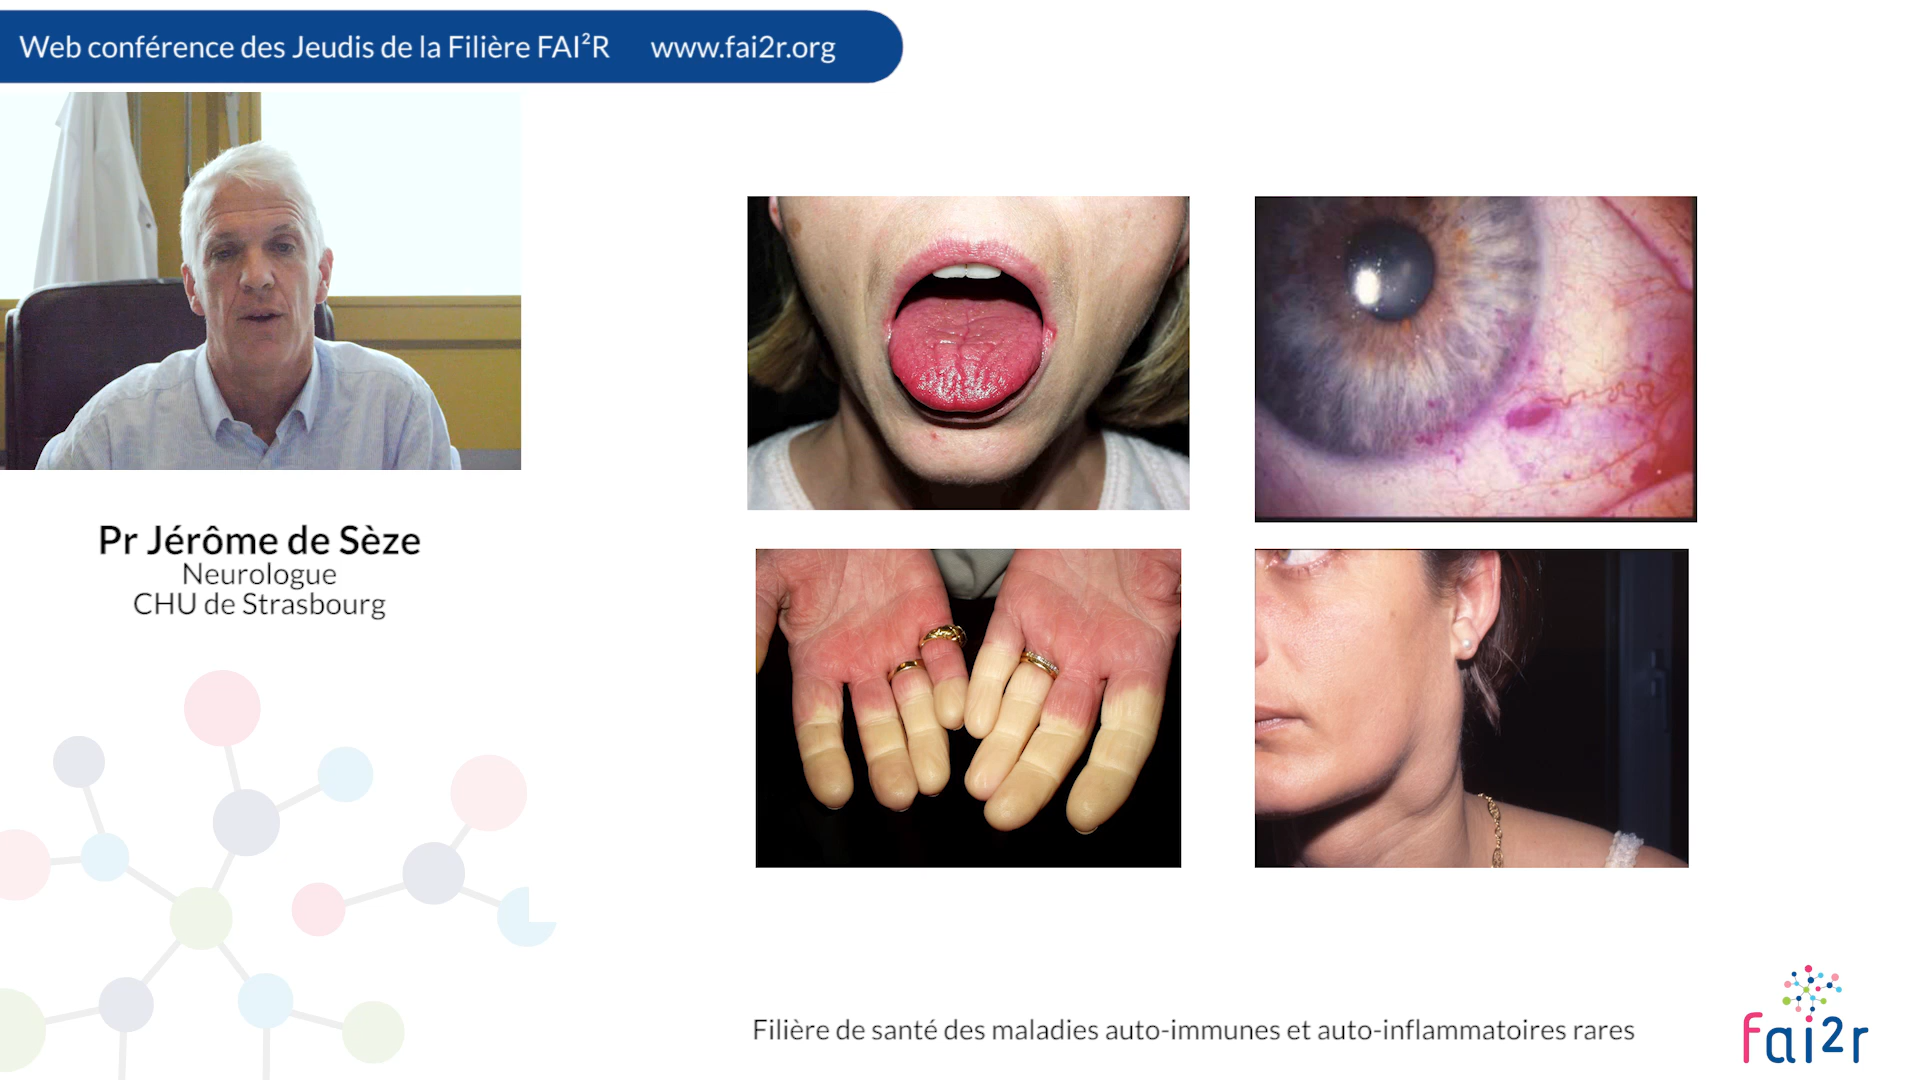 Web conférence des Jeudis de la Filière FAI²R www.fai2r.org
Pr Jérôme de Sèze
Neurologue
CHU de Strasbourg
Filière de santé des maladies auto-immunes et auto-inflammatoires rares
fai2r